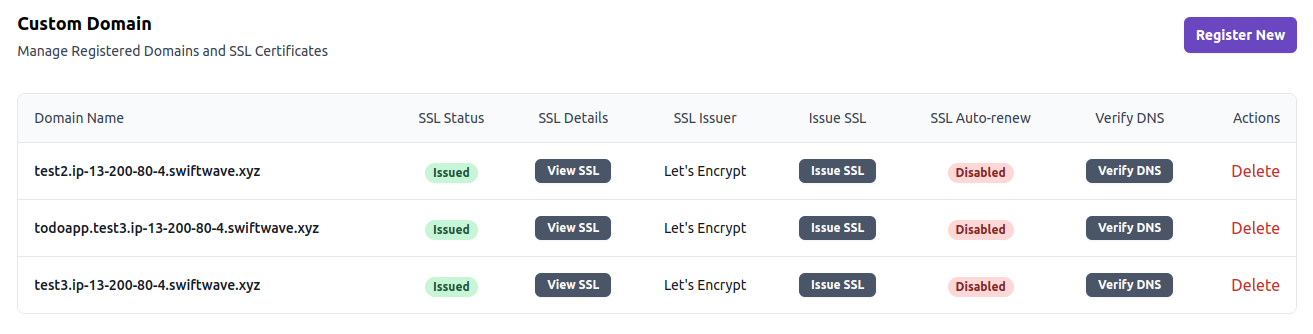 Custom Domain
Manage Registered Domains and SSL Certificates
Register New
Domain Name SSL Status SSL Details SSL Issuer Issue SSL SSL Auto-renew Verify DNS Actions
test2.ip-13-200-80-4.swiftwave.xyz Issued View SSL Let's Encrypt Issue SSL Disabled Verify DNS Delete
todoapp.test3.ip-13-200-80-4.swiftwave.xyz Issued View SSL Let's Encrypt Issue SSL Disabled Verify DNS Delete
test3.ip-13-200-80-4.swiftwave.xyz Issued View SSL Let's Encrypt Issue SSL Disabled Verify DNS Delete